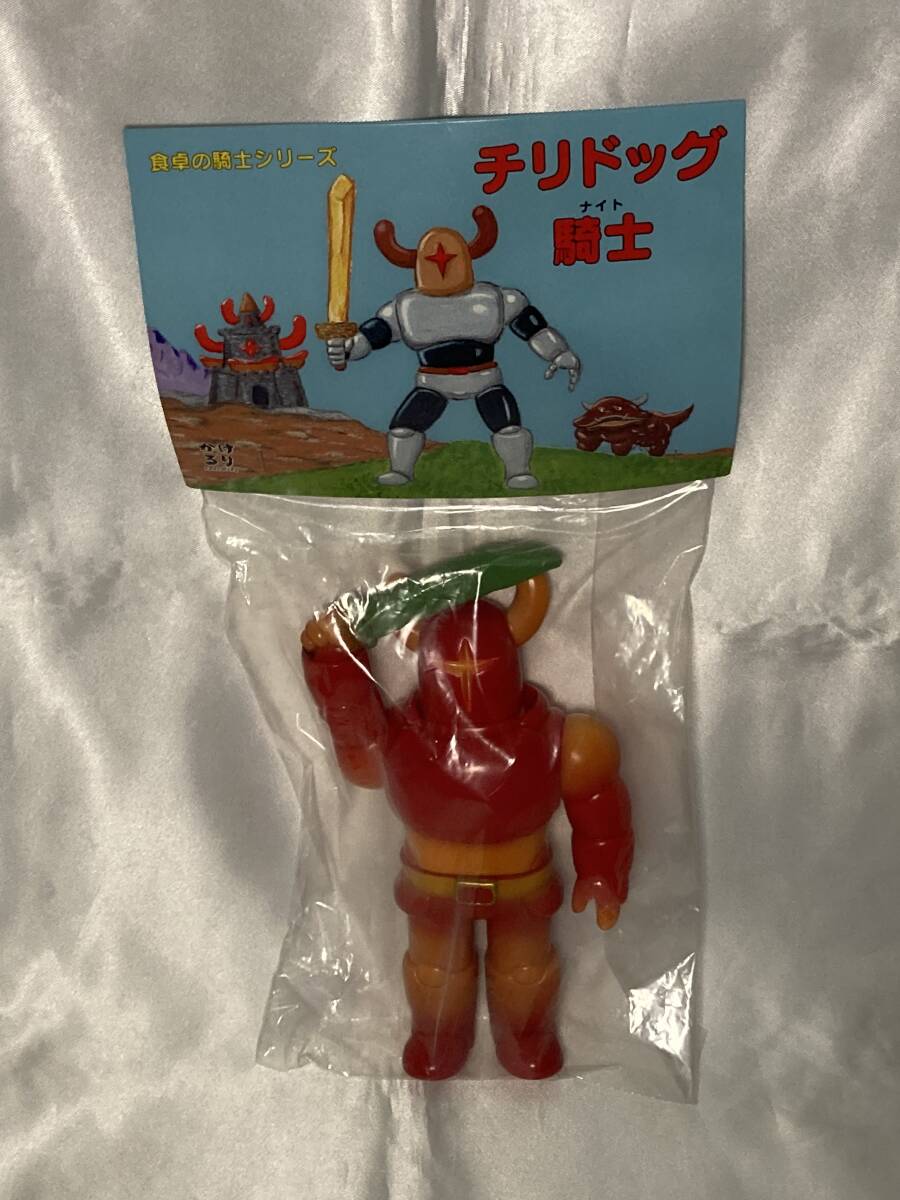 食卓の騎士シリーズ
チリドッグ
ナイト
騎士